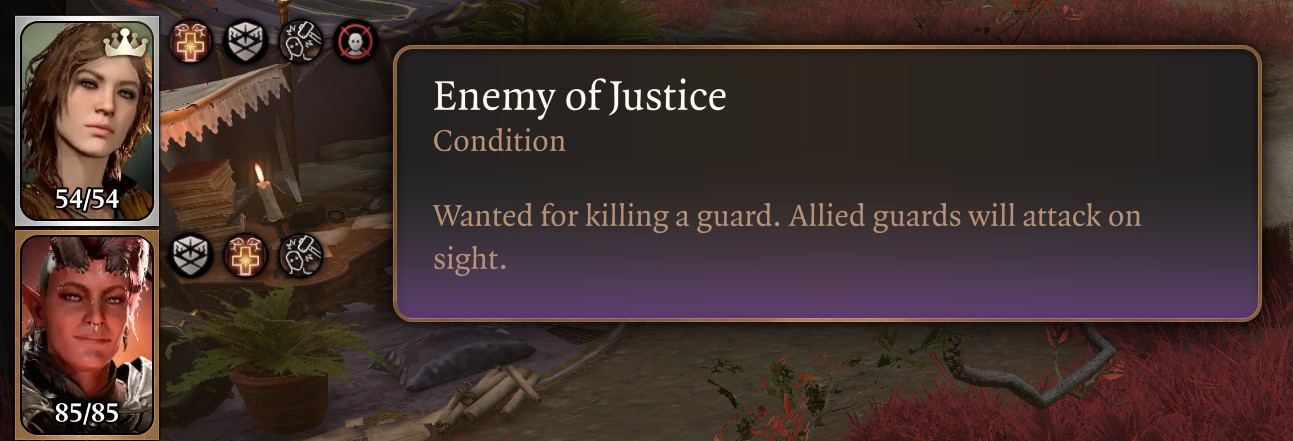 Enemy of Justice
Condition
Wanted for killing a guard. Allied guards will attack on
sight.
54/54
85/85